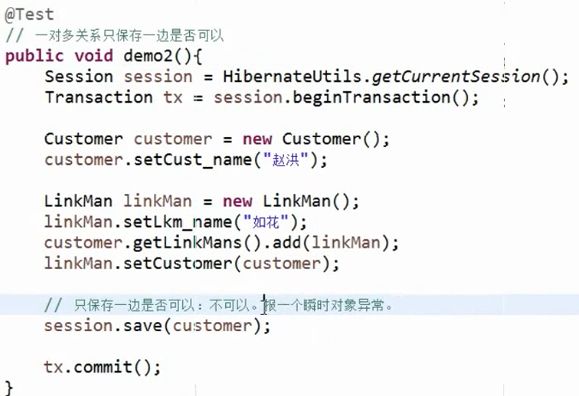 @Test
// 一对多关系只保存一边是否可以
public void demo2(){
Session session = HibernateUtils.getCurrentSession();
Transaction tx = session.beginTransaction();
Customer customer = new Customer();
customer.setCust_name("赵洪");
LinkMan linkMan = new LinkMan();
linkMan.setLkm_name("如花");
customer.getLinkMans().add(linkMan);
linkMan.setCustomer(customer);
// 只保存一边是否可以：不可以。报一个瞬时对象异常。
session.save(customer);
tx.commit();
}